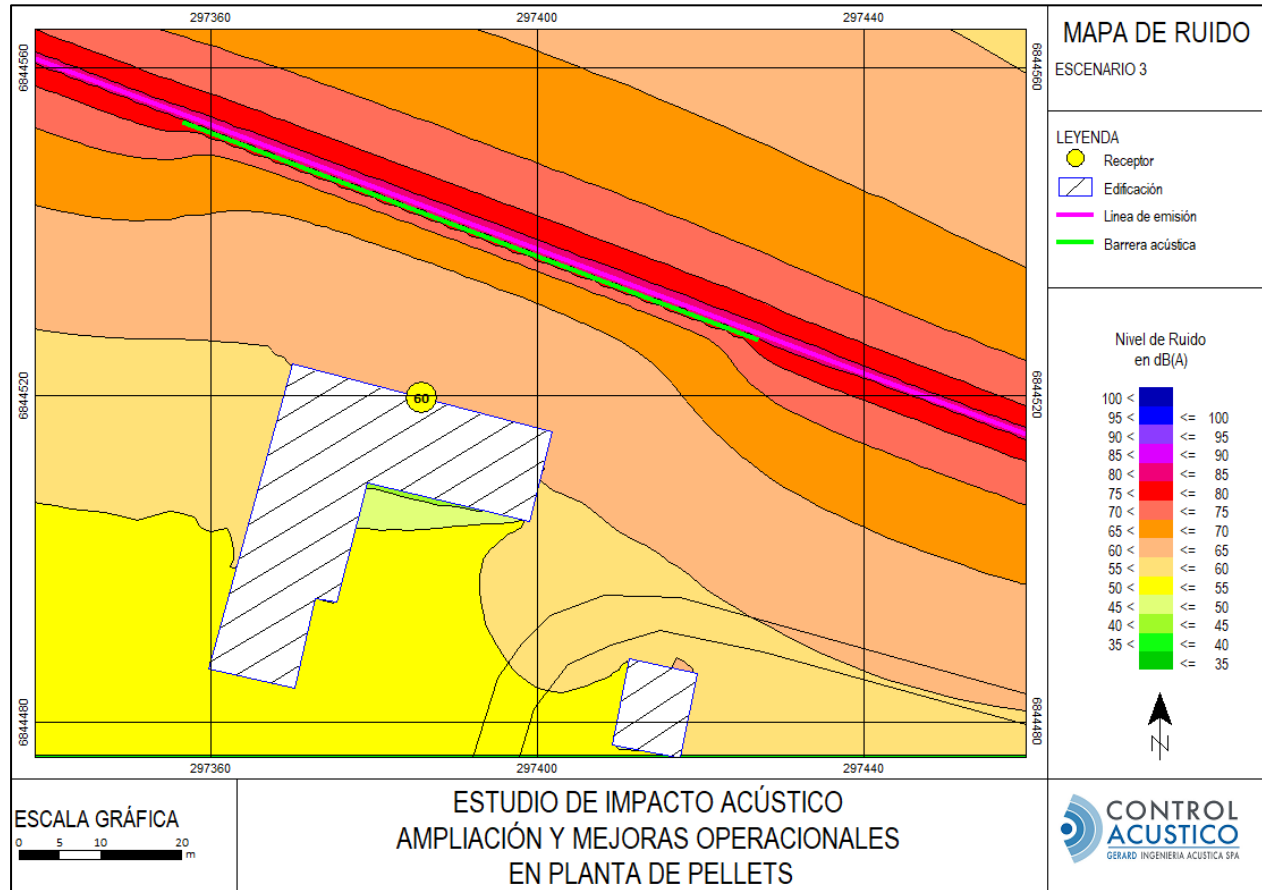 297360 297400 297440
6844560 6844560
6844520 6844520
6844480 6844480
60
297360 297400 297440
MAPA DE RUIDO
ESCENARIO 3
LEYENDA
Receptor
Edificación
Linea de emisión
Barrera acústica
Nivel de Ruido
en dB(A)
100 <
95 < <= 100
90 < <= 95
85 < <= 90
80 < <= 85
75 < <= 80
70 < <= 75
65 < <= 70
60 < <= 65
55 < <= 60
50 < <= 55
45 < <= 50
40 < <= 45
35 < <= 40
<= 35
N
ESCALA GRÁFICA
0 5 10 20
m
ESTUDIO DE IMPACTO ACÚSTICO
AMPLIACIÓN Y MEJORAS OPERACIONALES
EN PLANTA DE PELLETS
CONTROL
ACUSTICO
GERARD INGENIERIA ACUSTICA SPA